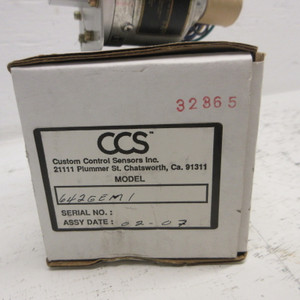 32865
CCS™
Custom Control Sensors Inc.
21111 Plummer St. Chatsworth, Ca. 91311
MODEL
642GEM1
SERIAL NO.:
ASSY DATE: 02-07